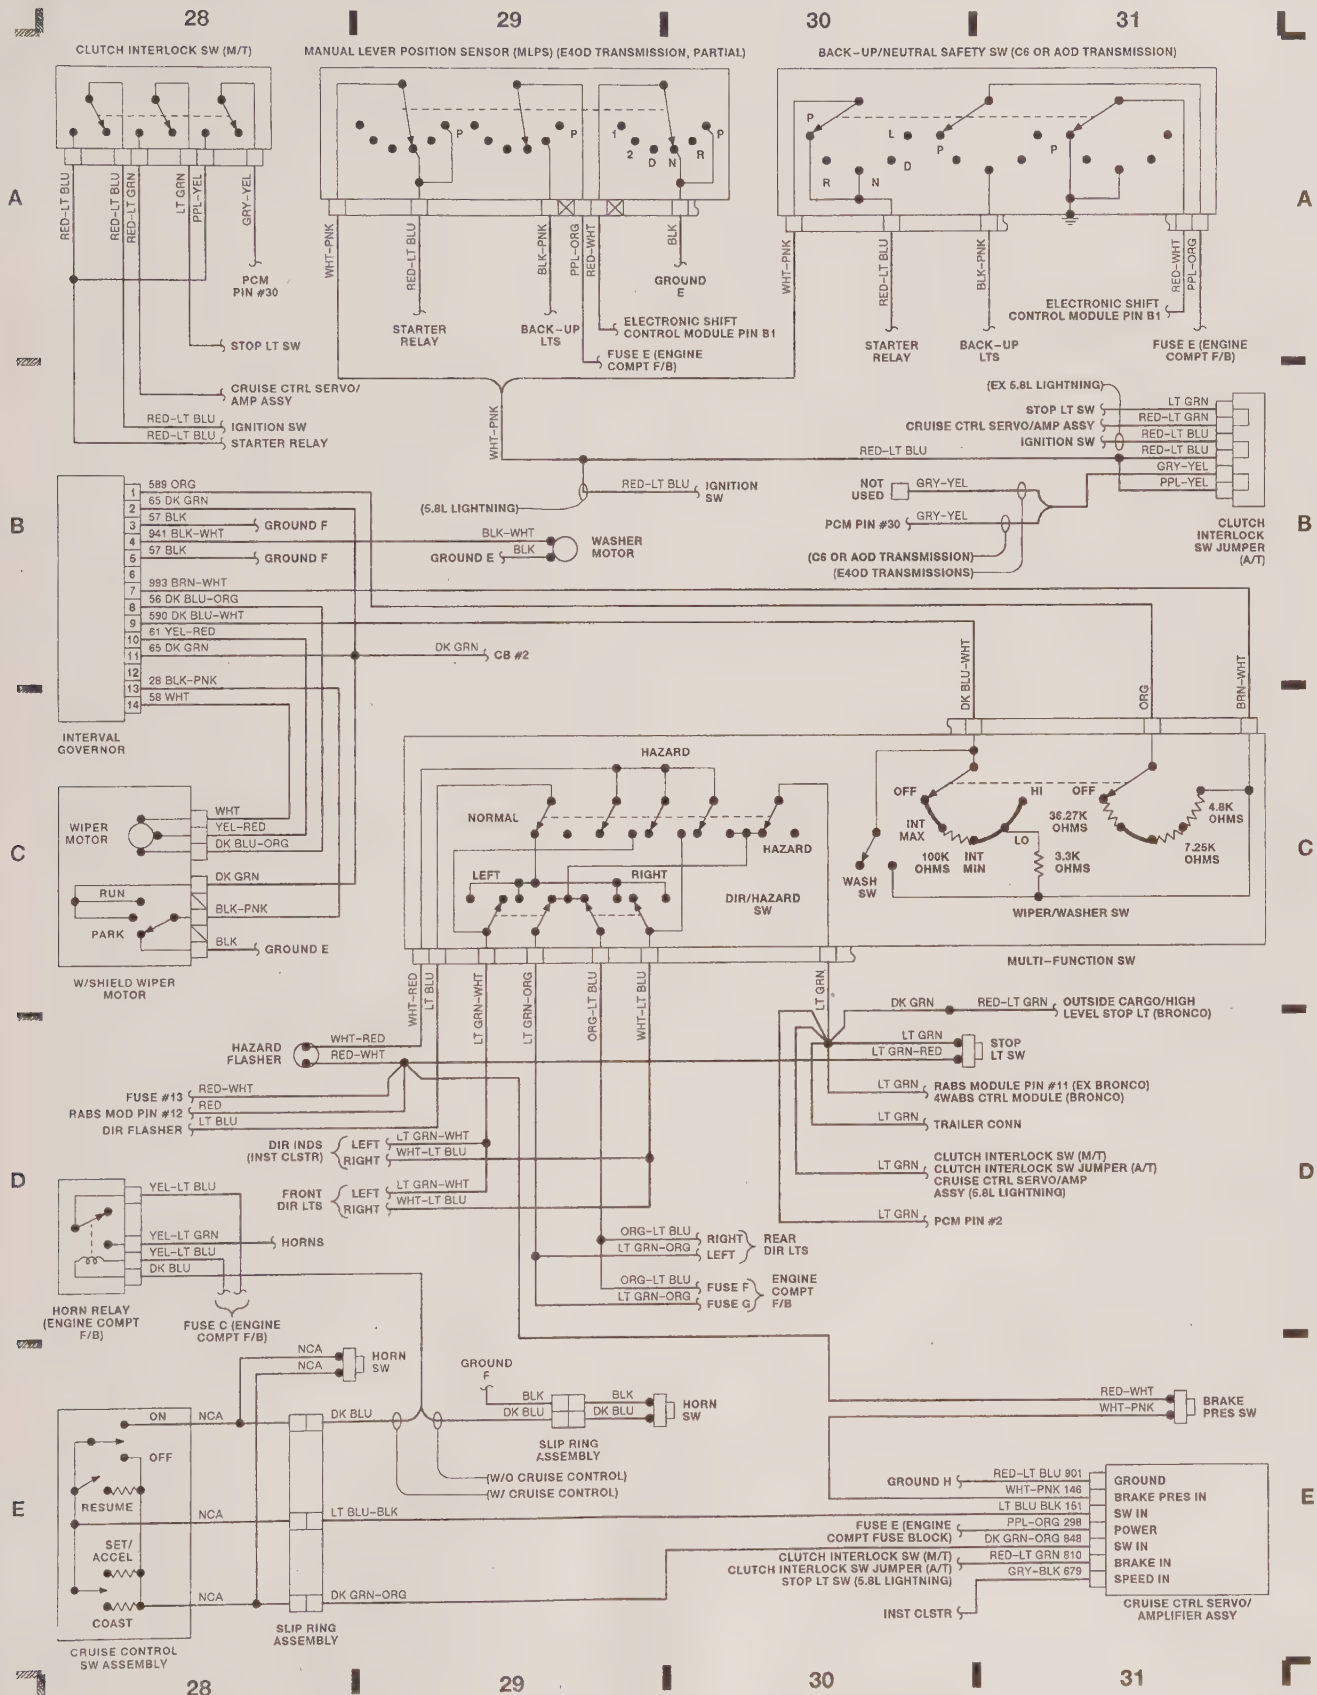 28 29 30 31
CLUTCH INTERLOCK SW (M/T)
MANUAL LEVER POSITION SENSOR (MLPS) (E4OD TRANSMISSION, PARTIAL)
BACK-UP/NEUTRAL SAFETY SW (C6 OR AOD TRANSMISSION)
P P 1 2 D N R P
P R N L D P P
A A
RED-LT BLU
RED-LT BLU
RED-LT GRN
LT GRN
PPL-YEL
GRY-YEL
WHT-PNK
RED-LT BLU
BLK-PNK
PPL-ORG
RED-WHT
BLK
WHT-PNK
RED-LT BLU
BLK-PNK
RED-WHT
PPL-ORG
PCM
PIN #30
STOP LT SW
CRUISE CTRL SERVO/
AMP ASSY
RED-LT BLU IGNITION SW
RED-LT BLU STARTER RELAY
STARTER
RELAY
BACK-UP
LTS
GROUND
E
ELECTRONIC SHIFT
CONTROL MODULE PIN B1
FUSE E (ENGINE
COMPT F/B)
STARTER
RELAY
BACK-UP
LTS
ELECTRONIC SHIFT
CONTROL MODULE PIN B1
FUSE E (ENGINE
COMPT F/B)
WHT-PNK
(EX 5.8L LIGHTNING)
STOP LT SW LT GRN
CRUISE CTRL SERVO/AMP ASSY RED-LT GRN
IGNITION SW RED-LT BLU
RED-LT BLU RED-LT BLU
GRY-YEL
PPL-YEL
RED-LT BLU IGNITION
SW
(5.8L LIGHTNING)
NOT
USED
GRY-YEL
PCM PIN #30 GRY-YEL
(C6 OR AOD TRANSMISSION)
(E4OD TRANSMISSIONS)
CLUTCH
INTERLOCK
SW JUMPER
(A/T)
B B
1 589 ORG
2 65 DK GRN
3 57 BLK GROUND F
4 941 BLK-WHT
5 57 BLK GROUND F
6
7 993 BRN-WHT
8 56 DK BLU-ORG
9 590 DK BLU-WHT
10 61 YEL-RED
11 65 DK GRN
12
13 28 BLK-PNK
14 58 WHT
INTERVAL
GOVERNOR
BLK-WHT
GROUND E BLK
WASHER
MOTOR
DK GRN CB #2
DK BLU-WHT
ORG
BRN-WHT
C C
WIPER
MOTOR
WHT
YEL-RED
DK BLU-ORG
DK GRN
RUN
BLK-PNK
PARK
BLK GROUND E
W/SHIELD WIPER
MOTOR
HAZARD
NORMAL
HAZARD
LEFT RIGHT
DIR/HAZARD
SW
OFF HI OFF
INT
MAX
LO
100K
OHMS
INT
MIN
3.3K
OHMS
36.27K
OHMS
4.8K
OHMS
7.25K
OHMS
WASH
SW
WIPER/WASHER SW
MULTI-FUNCTION SW
WHT-RED
LT BLU
LT GRN-WHT
LT GRN-ORG
ORG-LT BLU
WHT-LT BLU
LT GRN
HAZARD
FLASHER
WHT-RED
RED-WHT
FUSE #13 RED-WHT
RABS MOD PIN #12 RED
DIR FLASHER LT BLU
DIR INDS
(INST CLSTR)
LEFT LT GRN-WHT
RIGHT WHT-LT BLU
FRONT
DIR LTS
LEFT LT GRN-WHT
RIGHT WHT-LT BLU
DK GRN RED-LT GRN OUTSIDE CARGO/HIGH
LEVEL STOP LT (BRONCO)
LT GRN
LT GRN-RED
STOP
LT SW
LT GRN RABS MODULE PIN #11 (EX BRONCO)
4WABS CTRL MODULE (BRONCO)
LT GRN TRAILER CONN
LT GRN CLUTCH INTERLOCK SW (M/T)
CLUTCH INTERLOCK SW JUMPER (A/T)
CRUISE CTRL SERVO/AMP
ASSY (5.8L LIGHTNING)
LT GRN PCM PIN #2
D D
YEL-LT BLU
YEL-LT GRN HORNS
YEL-LT BLU
DK BLU
HORN RELAY
(ENGINE COMPT
F/B)
FUSE C (ENGINE
COMPT F/B)
ORG-LT BLU RIGHT
LT GRN-ORG LEFT
REAR
DIR LTS
ORG-LT BLU FUSE F
LT GRN-ORG FUSE G
ENGINE
COMPT
F/B
NCA
NCA
HORN
SW
GROUND
F
BLK BLK
DK BLU DK BLU
HORN
SW
SLIP RING
ASSEMBLY
(W/O CRUISE CONTROL)
(W/ CRUISE CONTROL)
RED-WHT
WHT-PNK
BRAKE
PRES SW
ON NCA DK BLU
OFF
RESUME
NCA LT BLU-BLK
SET/
ACCEL
NCA DK GRN-ORG
COAST
CRUISE CONTROL
SW ASSEMBLY
SLIP RING
ASSEMBLY
E E
GROUND H RED-LT BLU 901 GROUND
WHT-PNK 146 BRAKE PRES IN
LT BLU BLK 151 SW IN
FUSE E (ENGINE
COMPT FUSE BLOCK)
PPL-ORG 298 POWER
DK GRN-ORG 848 SW IN
CLUTCH INTERLOCK SW (M/T)
CLUTCH INTERLOCK SW JUMPER (A/T)
STOP LT SW (5.8L LIGHTNING)
RED-LT GRN 810 BRAKE IN
GRY-BLK 679 SPEED IN
INST CLSTR
CRUISE CTRL SERVO/
AMPLIFIER ASSY
28 29 30 31